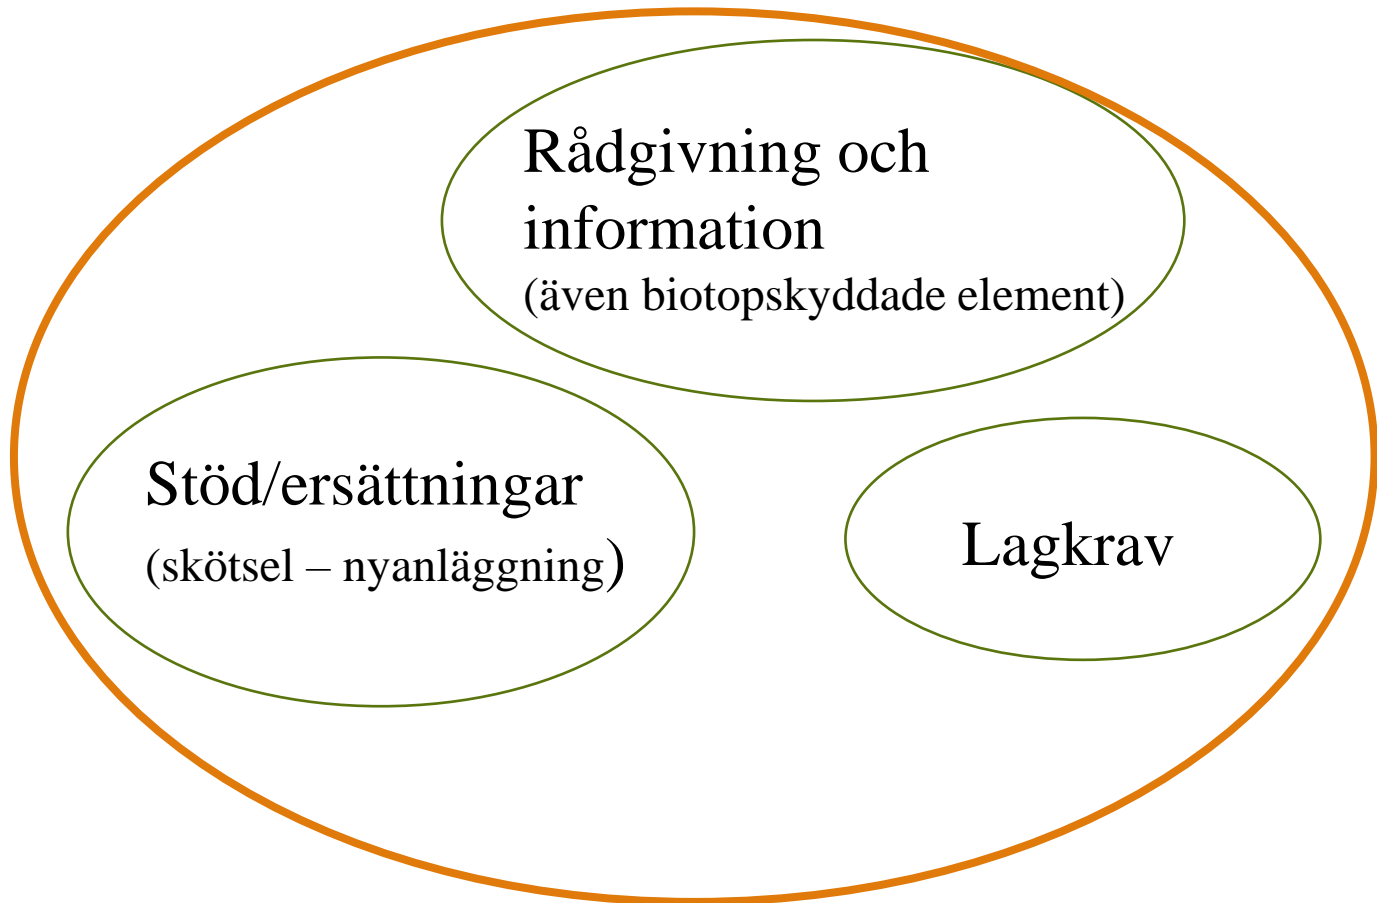 Rådgivning och
information
(även biotopskyddade element)
Stöd/ersättningar
(skötsel – nyanläggning)
Lagkrav